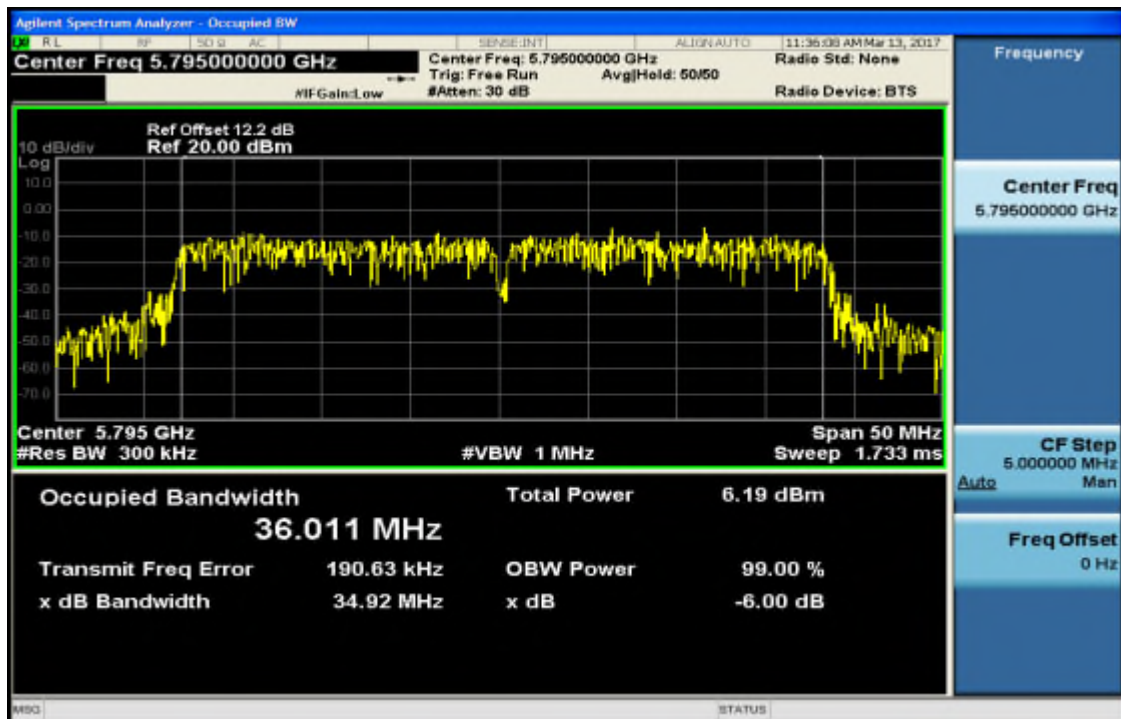 Agilent Spectrum Analyzer - Occupied BW
LXI RL RF 50 Ω AC SENSE:INT ALIGNAUTO 11:36:08 AM Mar 13, 2017
Center Freq 5.795000000 GHz
Center Freq: 5.795000000 GHz
Radio Std: None
Trig: Free Run Avg|Hold: 50/50
#IFGain:Low
#Atten: 30 dB
Radio Device: BTS
Ref Offset 12.2 dB
10 dB/div Ref 20.00 dBm
Log
10.0
0.00
-10.0
-20.0
-30.0
-40.0
-50.0
-60.0
-70.0
Center 5.795 GHz Span 50 MHz
#Res BW 300 kHz #VBW 1 MHz Sweep 1.733 ms
Occupied Bandwidth Total Power 6.19 dBm
36.011 MHz
Transmit Freq Error 190.63 kHz OBW Power 99.00 %
x dB Bandwidth 34.92 MHz x dB -6.00 dB
MSG STATUS
Frequency
Center Freq
5.795000000 GHz
CF Step
5.000000 MHz
Auto Man
Freq Offset
0 Hz